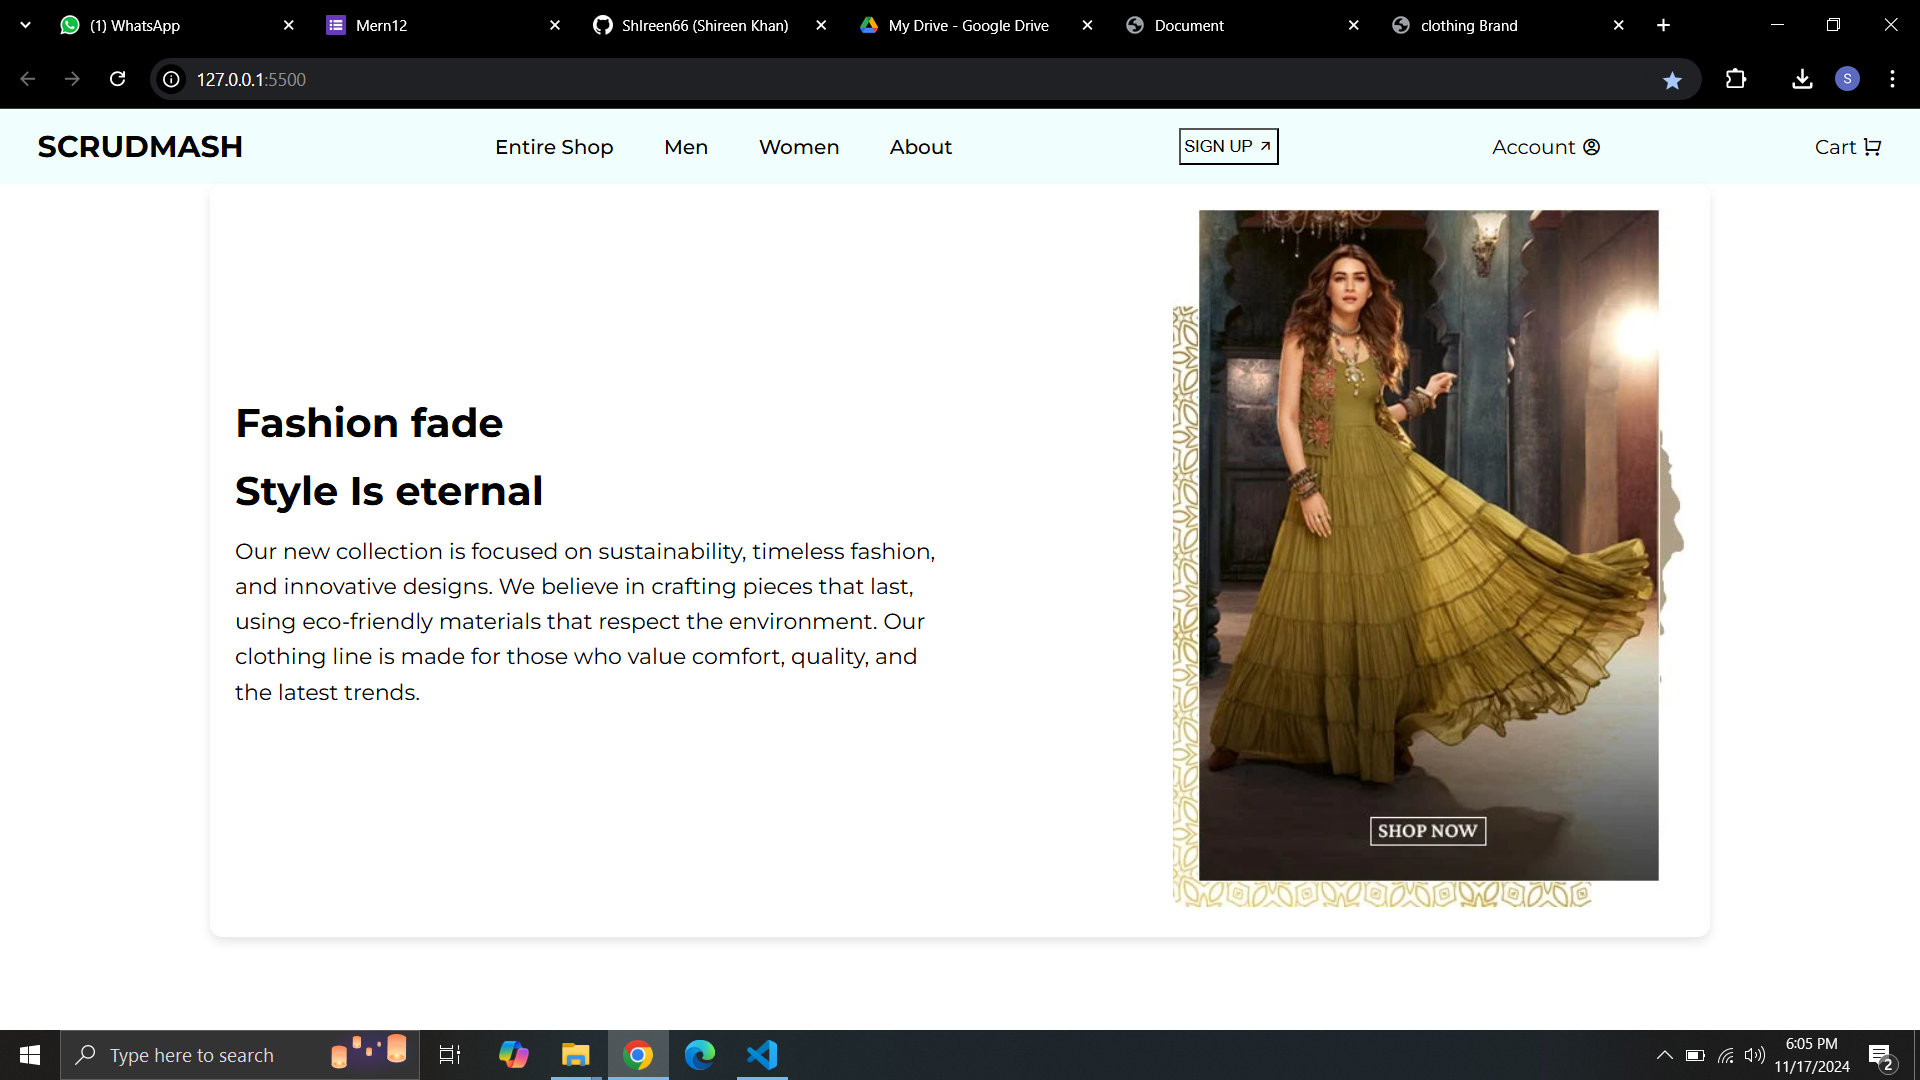 (1) WhatsApp
Mern12
ShIreen66 (Shireen Khan)
My Drive - Google Drive
Document
clothing Brand
127.0.0.1:5500
S
SCRUDMASH
Entire Shop
Men
Women
About
SIGN UP
Account
Cart
Fashion fade
Style Is eternal
Our new collection is focused on sustainability, timeless fashion,
and innovative designs. We believe in crafting pieces that last,
using eco-friendly materials that respect the environment. Our
clothing line is made for those who value comfort, quality, and
the latest trends.
SHOP NOW
Type here to search
6:05 PM
11/17/2024
2